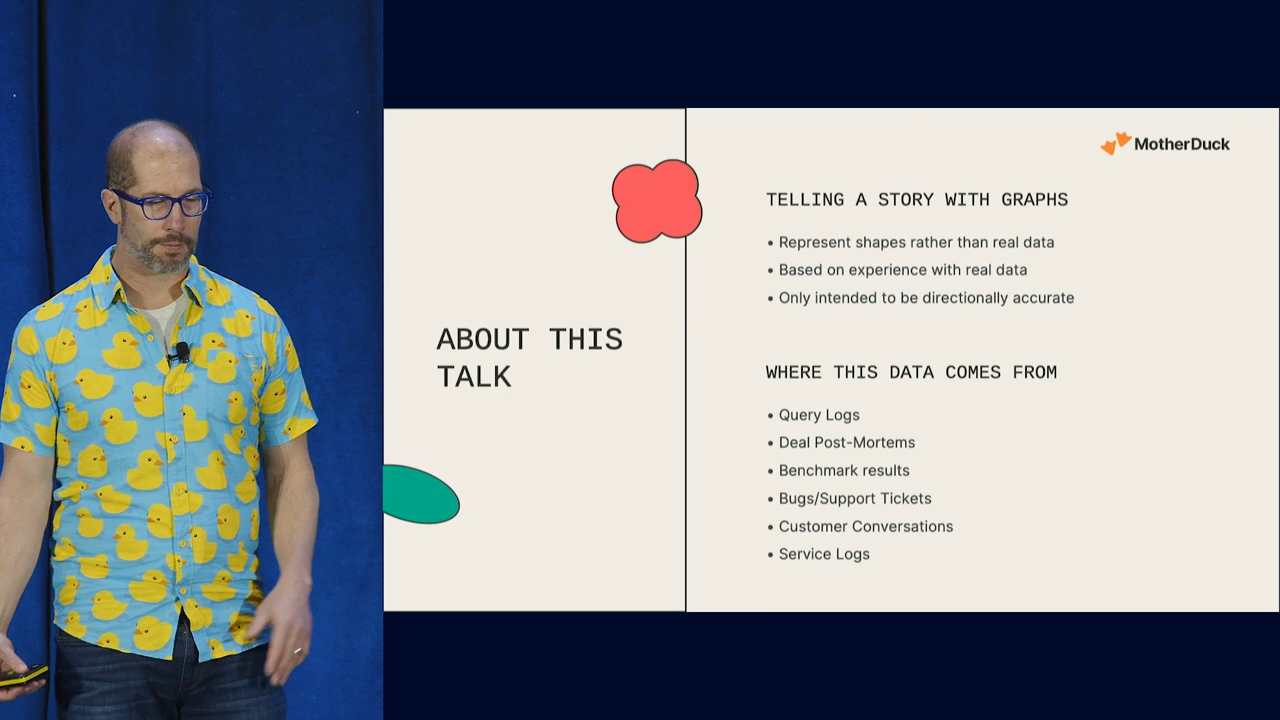 MotherDuck
ABOUT THIS
TALK
TELLING A STORY WITH GRAPHS
• Represent shapes rather than real data
• Based on experience with real data
• Only intended to be directionally accurate
WHERE THIS DATA COMES FROM
• Query Logs
• Deal Post-Mortems
• Benchmark results
• Bugs/Support Tickets
• Customer Conversations
• Service Logs